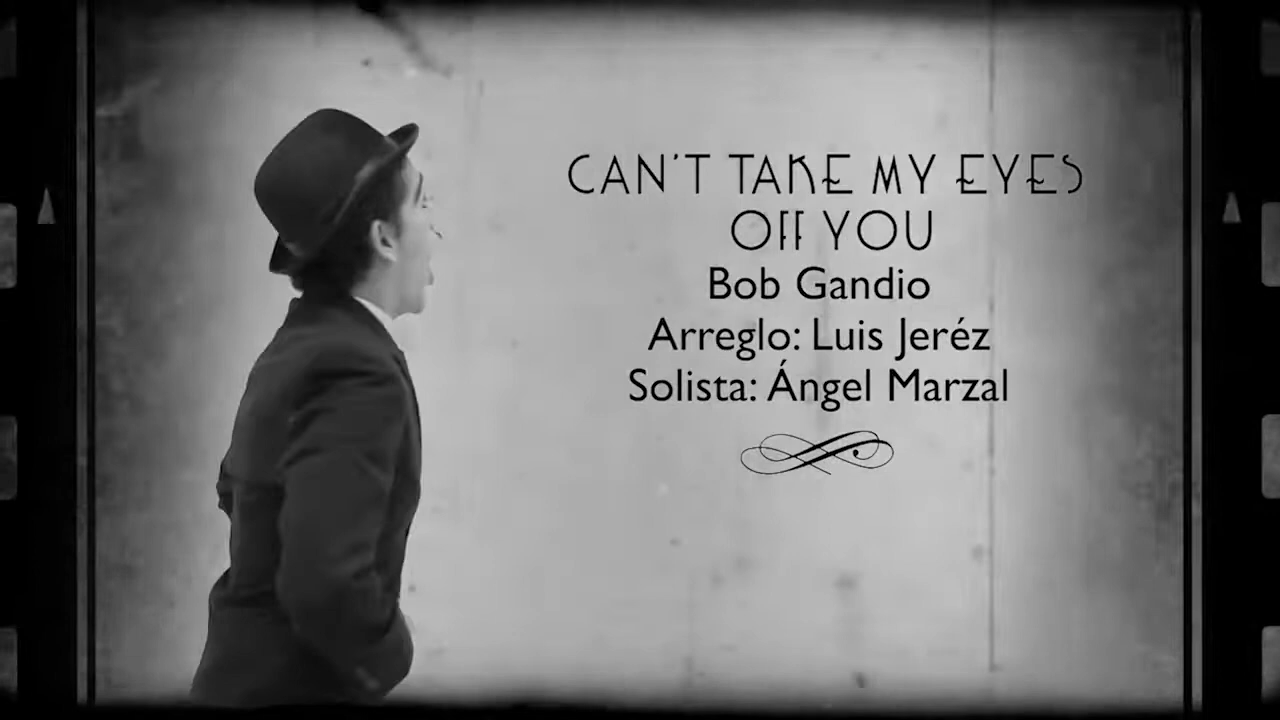 CAN'T TAKE MY EYES
OFF YOU
Bob Gandio
Arreglo: Luis Jeréz
Solista: Ángel Marzal